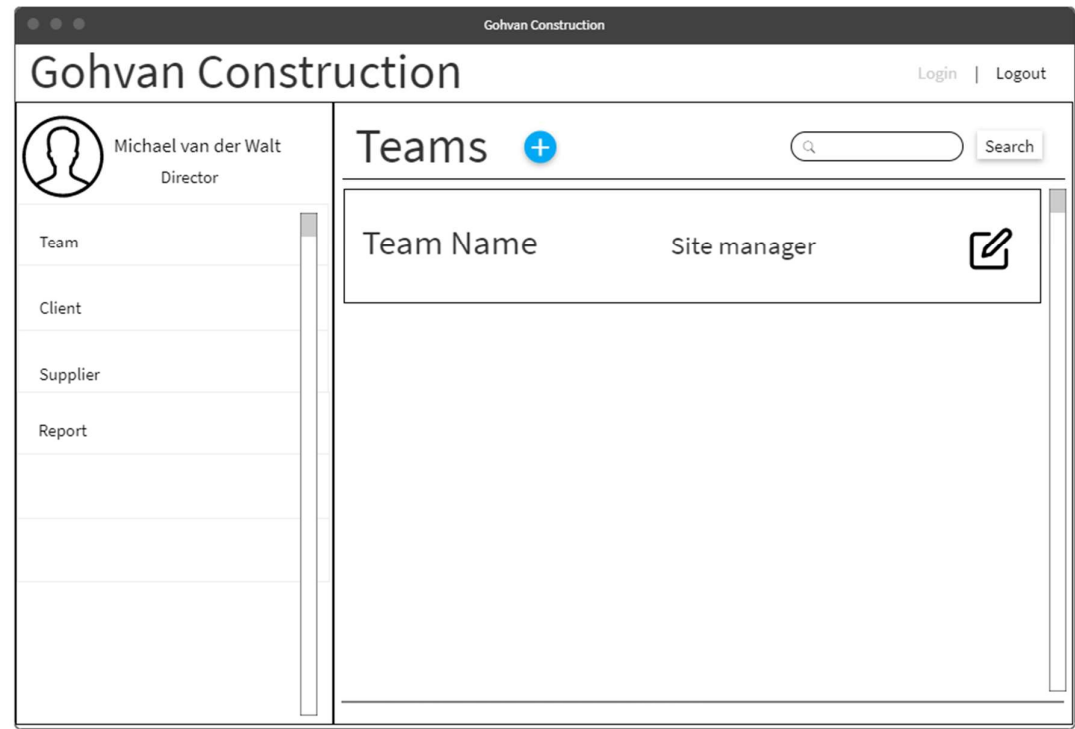 Gohvan Construction
Gohvan Construction
Login | Logout
Michael van der Walt
Director
Team
Client
Supplier
Report
Teams
Search
Team Name
Site manager